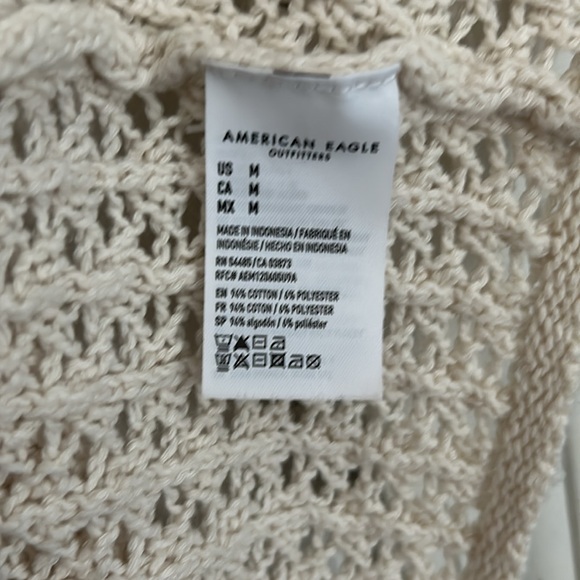 AMERICAN EAGLE
OUTFITTERS
US M
CA M
MX M
MADE IN INDONESIA / FABRIQUÉ EN
INDONÉSIE / HECHO EN INDONESIA
RN 54485 / CA 03873
RFC# AEM120605U9A
EN 94% COTTON / 6% POLYESTER
FR 94% COTON / 6% POLYESTER
SP 94% algodón / 6% poliéster